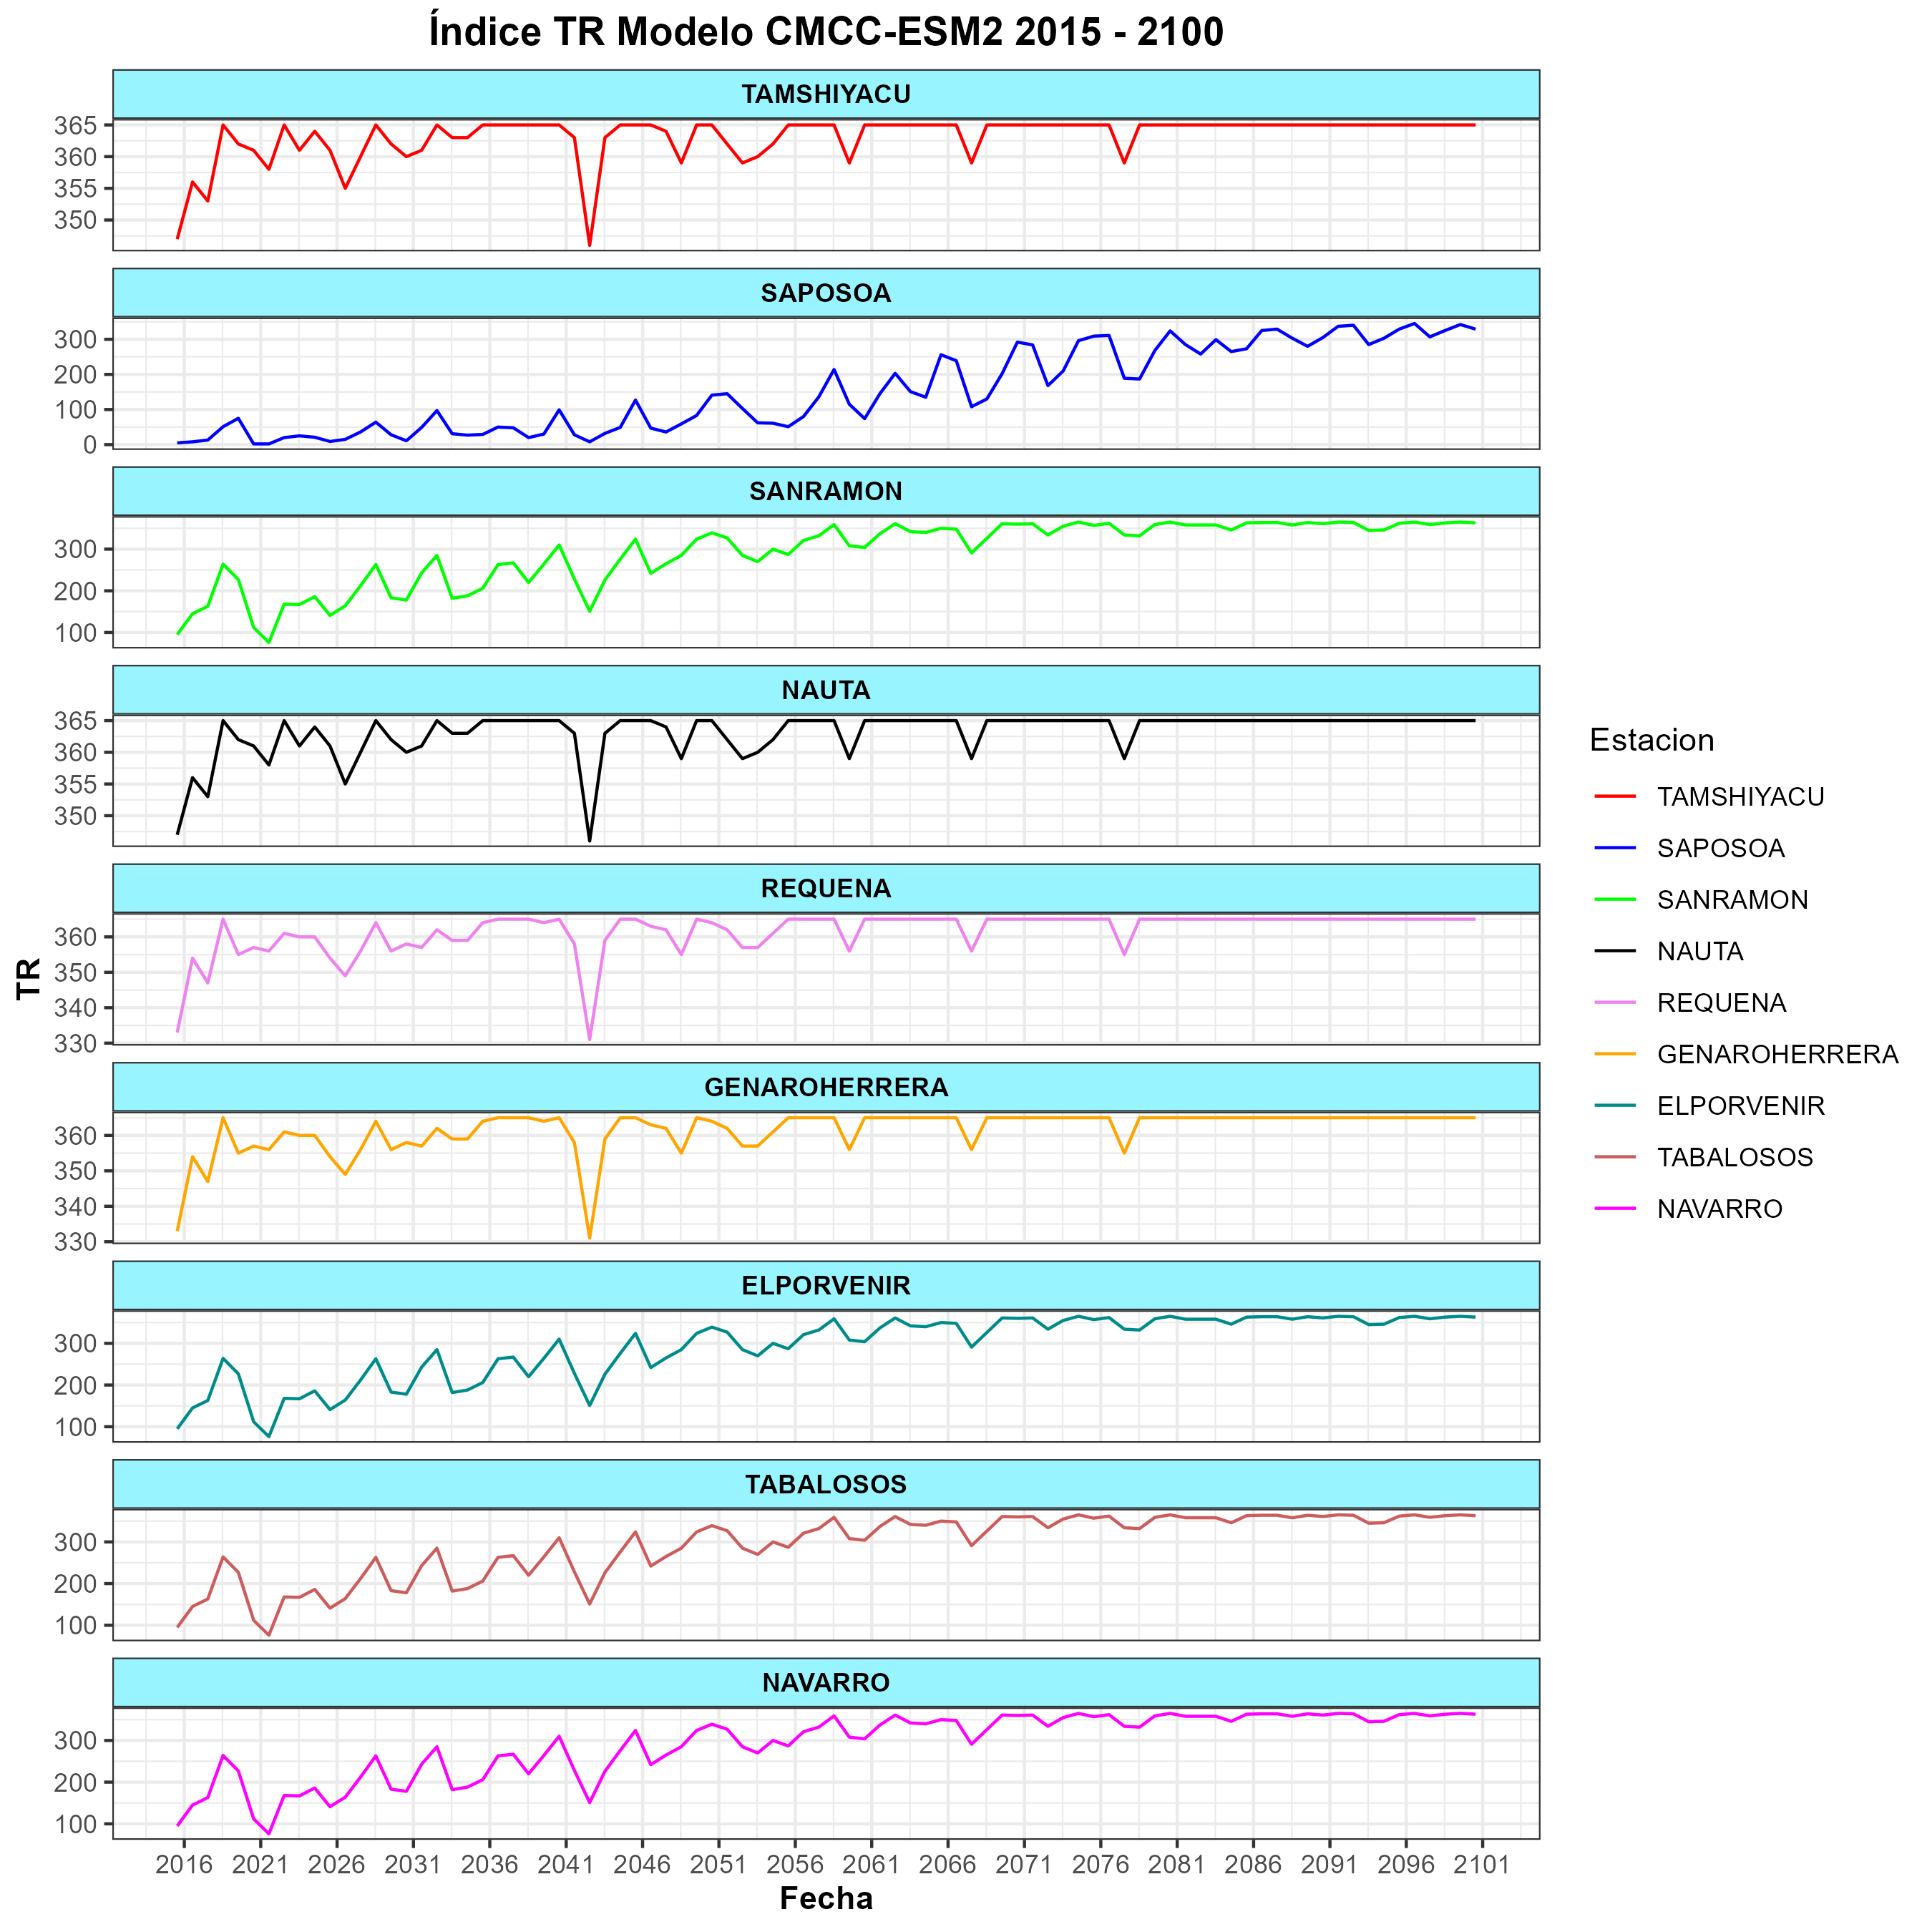 Índice TR Modelo CMCC-ESM2 2015 - 2100
TAMSHIYACU
365
360
355
350
SAPOSOA
300
200
100
0
SANRAMON
300
200
100
NAUTA
365
360
355
350
REQUENA
360
350
340
330
GENAROHERRERA
360
350
340
330
ELPORVENIR
300
200
100
TABALOSOS
300
200
100
NAVARRO
300
200
100
2016 2021 2026 2031 2036 2041 2046 2051 2056 2061 2066 2071 2076 2081 2086 2091 2096 2101
Fecha
TR
Estacion
TAMSHIYACU
SAPOSOA
SANRAMON
NAUTA
REQUENA
GENAROHERRERA
ELPORVENIR
TABALOSOS
NAVARRO